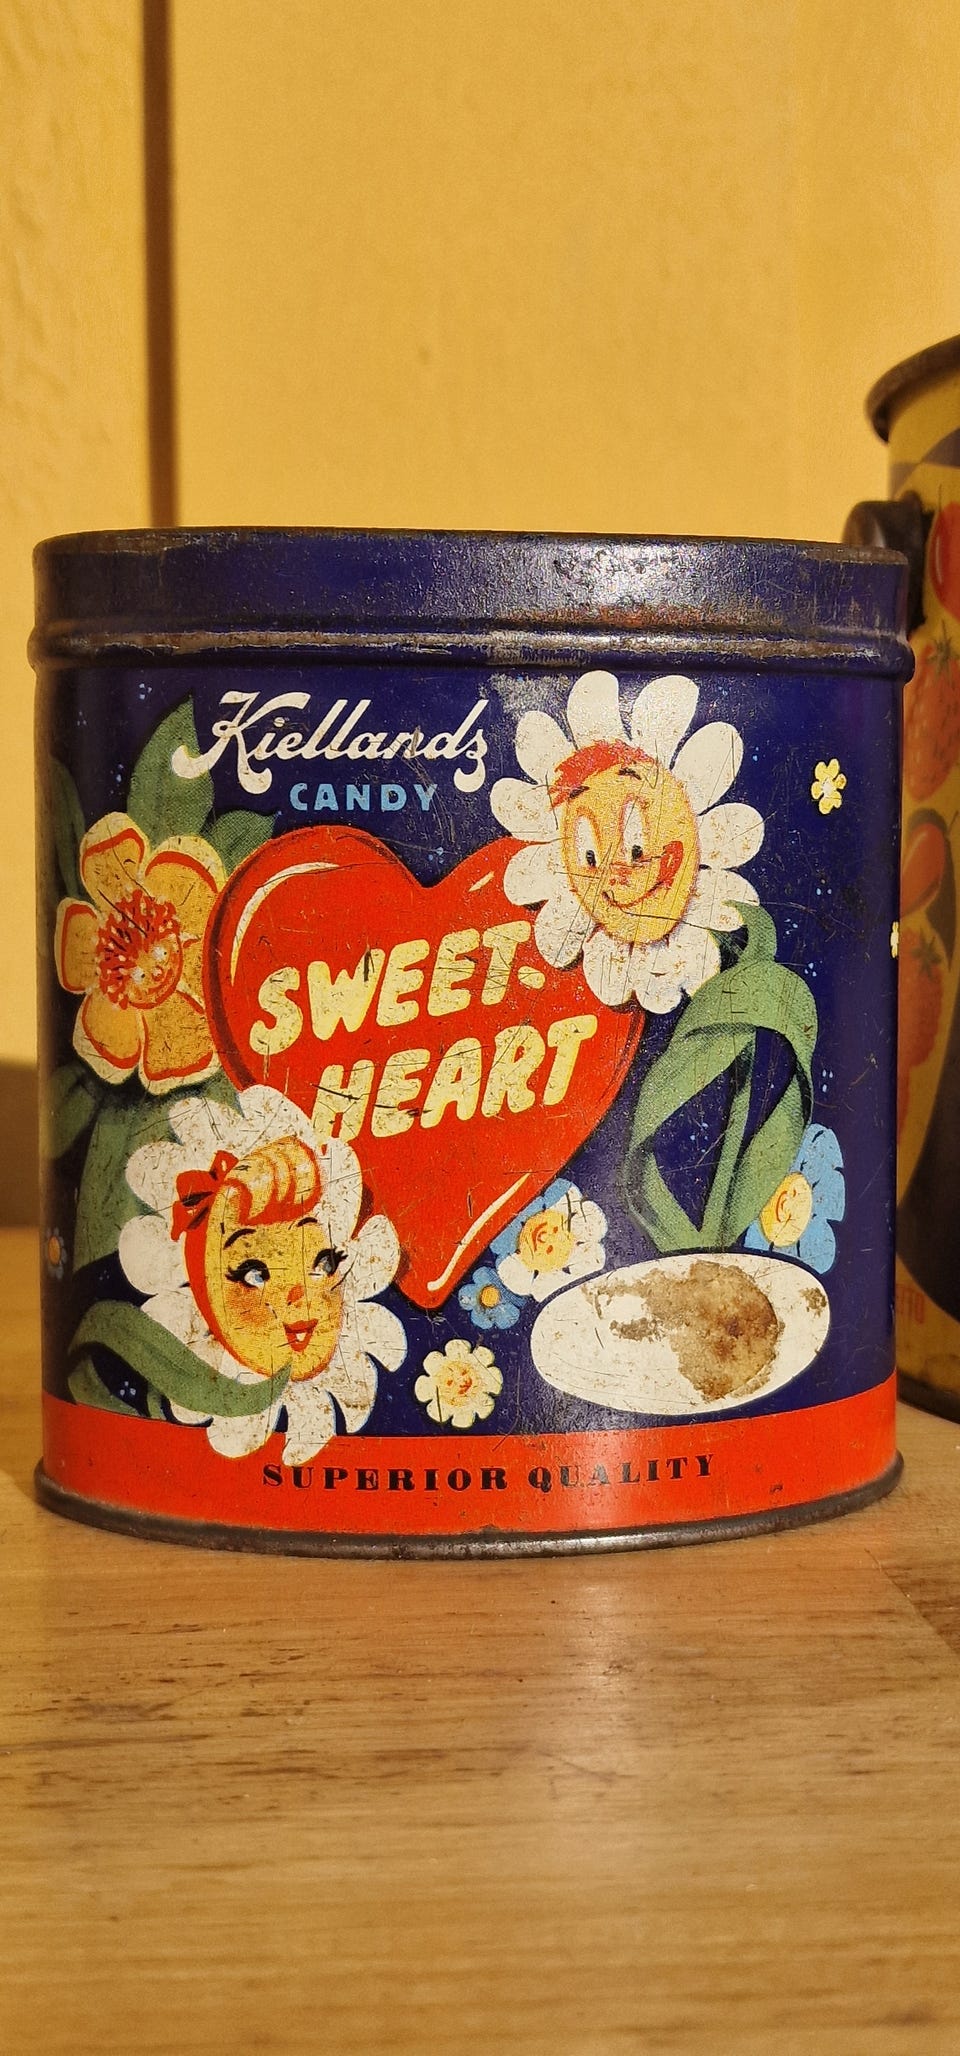 Kiellands
CANDY
SWEET-
HEART
SUPERIOR QUALITY